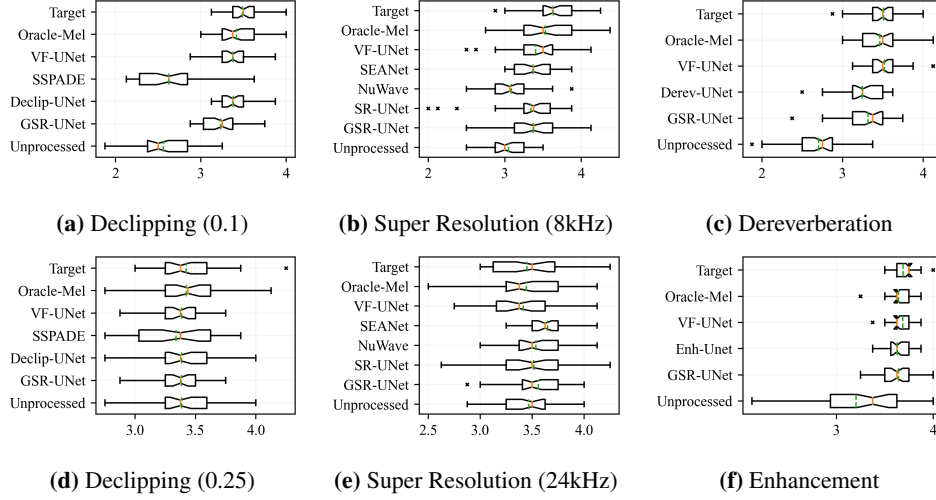 Target
Oracle-Mel
VF-UNet
SSPADE
Declip-UNet
GSR-UNet
Unprocessed
2 3 4
(a) Declipping (0.1)
Target
Oracle-Mel
VF-UNet
SEANet
NuWave
SR-UNet
GSR-UNet
Unprocessed
2 3 4
(b) Super Resolution (8kHz)
Target
Oracle-Mel
VF-UNet
Derev-UNet
GSR-UNet
Unprocessed
2 3 4
(c) Dereverberation
Target
Oracle-Mel
VF-UNet
SSPADE
Declip-UNet
GSR-UNet
Unprocessed
3.0 3.5 4.0
(d) Declipping (0.25)
Target
Oracle-Mel
VF-UNet
SEANet
NuWave
SR-UNet
GSR-UNet
Unprocessed
2.5 3.0 3.5 4.0
(e) Super Resolution (24kHz)
Target
Oracle-Mel
VF-UNet
Enh-Unet
GSR-UNet
Unprocessed
3 4
(f) Enhancement